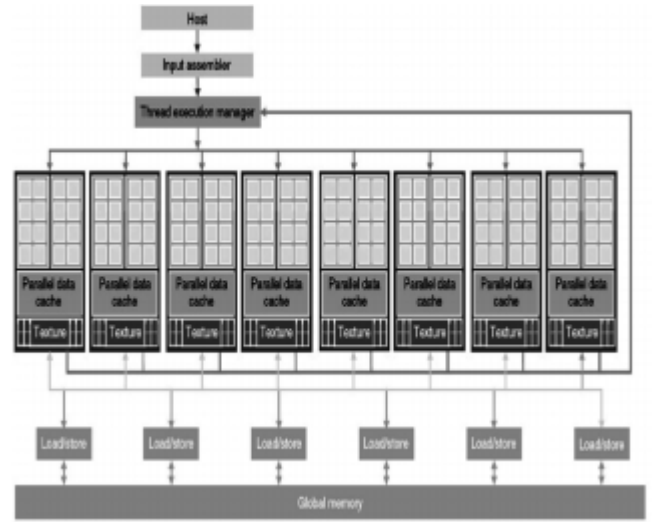 Host
Input assembler
Thread execution manager
Parallel data
cache
Parallel data
cache
Parallel data
cache
Parallel data
cache
Parallel data
cache
Parallel data
cache
Parallel data
cache
Parallel data
cache
Texture
Texture
Texture
Texture
Texture
Texture
Texture
Texture
Load/store
Load/store
Load/store
Load/store
Load/store
Load/store
Global memory